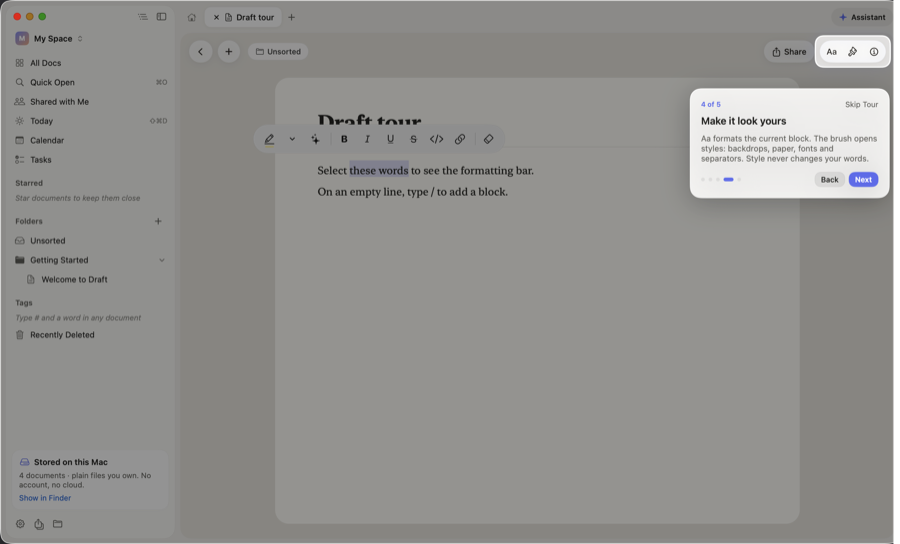 Draft tour
Assistant
M My Space
All Docs
Quick Open ⌘O
Shared with Me
Today ⇧⌘D
Calendar
Tasks
Starred
Star documents to keep them close
Folders
Unsorted
Getting Started
Welcome to Draft
Tags
Type # and a word in any document
Recently Deleted
Stored on this Mac
4 documents · plain files you own. No
account, no cloud.
Show in Finder
Unsorted
Share
Aa
Draft tour
B I U S </>
Select these words to see the formatting bar.
On an empty line, type / to add a block.
4 of 5 Skip Tour
Make it look yours
Aa formats the current block. The brush opens
styles: backdrops, paper, fonts and
separators. Style never changes your words.
Back Next